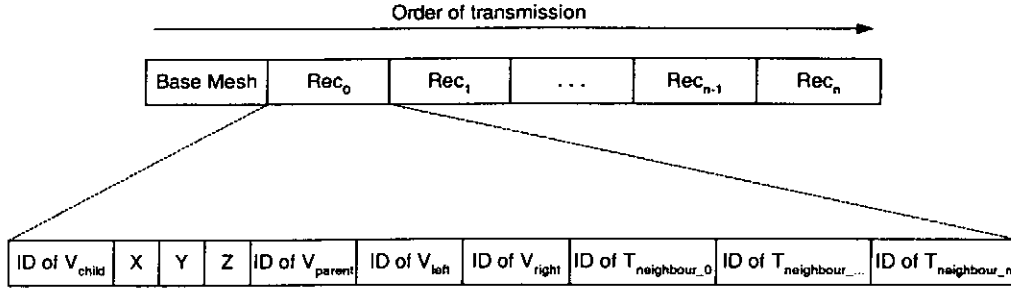 Order of transmission
Base Mesh Rec0 Rec1 ... Recn-1 Recn
ID of Vchild X Y Z ID of Vparent ID of Vleft ID of Vright ID of Tneighbour_0 ID of Tneighbour_... ID of Tneighbour_n